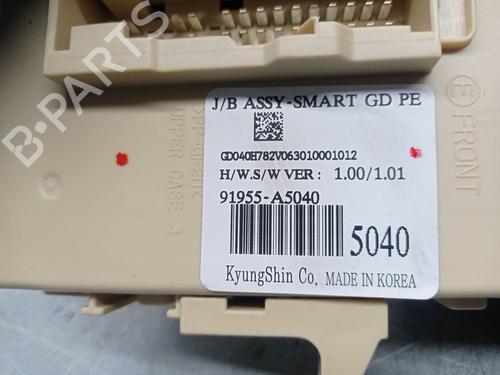 J/B ASSY-SMART GD PE
GD040H782V063010001012
H/W.S/W VER : 1.00/1.01
91955-A5040
5040
KyungShin Co. MADE IN KOREA
E FRONT
UPPER CASE .3